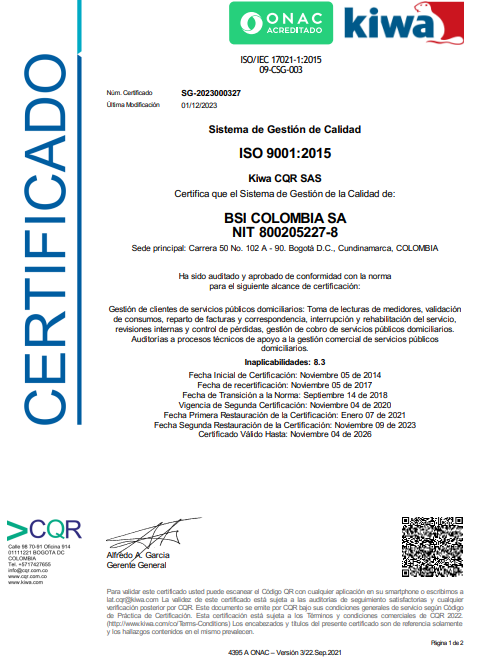 ONAC
ACREDITADO
kiwa
ISO/IEC 17021-1:2015
09-CSG-003
CERTIFICADO
Núm. Certificado SG-2023000327
Última Modificación 01/12/2023
Sistema de Gestión de Calidad
ISO 9001:2015
Kiwa CQR SAS
Certifica que el Sistema de Gestión de la Calidad de:
BSI COLOMBIA SA
NIT 800205227-8
Sede principal: Carrera 50 No. 102 A - 90. Bogotá D.C., Cundinamarca, COLOMBIA
Ha sido auditado y aprobado de conformidad con la norma
para el siguiente alcance de certificación:
Gestión de clientes de servicios públicos domiciliarios: Toma de lecturas de medidores, validación
de consumos, reparto de facturas y correspondencia, interrupción y rehabilitación del servicio,
revisiones internas y control de pérdidas, gestión de cobro de servicios públicos domiciliarios.
Auditorías a procesos técnicos de apoyo a la gestión comercial de servicios públicos
domiciliarios.
Inaplicabilidades: 8.3
Fecha Inicial de Certificación: Noviembre 05 de 2014
Fecha de recertificación: Noviembre 05 de 2017
Fecha de Transición a la Norma: Septiembre 14 de 2018
Vigencia de Segunda Certificación: Noviembre 04 de 2020
Fecha Primera Restauración de la Certificación: Enero 07 de 2021
Fecha Segunda Restauración de la Certificación: Noviembre 09 de 2023
Certificado Válido Hasta: Noviembre 04 de 2026
CQR
Calle 98 70-91 Oficina 914
01111221 BOGOTA DC
COLOMBIA
Tel. +5717427655
info@cqr.com.co
www.cqr.com.co
www.kiwa.com
Alfredo A. Garcia
Gerente General
Para validar este certificado usted puede escanear el Código QR con cualquier aplicación en su smartphone o escribirnos a
lat.cqr@kiwa.com La validez de este certificado está sujeta a las auditorías de seguimiento satisfactorias y cualquier
verificación posterior por CQR. Este documento se emite por CQR bajo sus condiciones generales de servicio según Código
de Práctica de Certificación. Esta certificación está sujeta a los Términos y condiciones comerciales de CQR 2022.
(http://www.kiwa.com/co/Terms-Conditions) Los encabezados y títulos del presente certificado son de referencia solamente
y los hallazgos contenidos en el mismo prevalecen.
Página 1 de 2
4395 A ONAC – Versión 3/22.Sep.2021